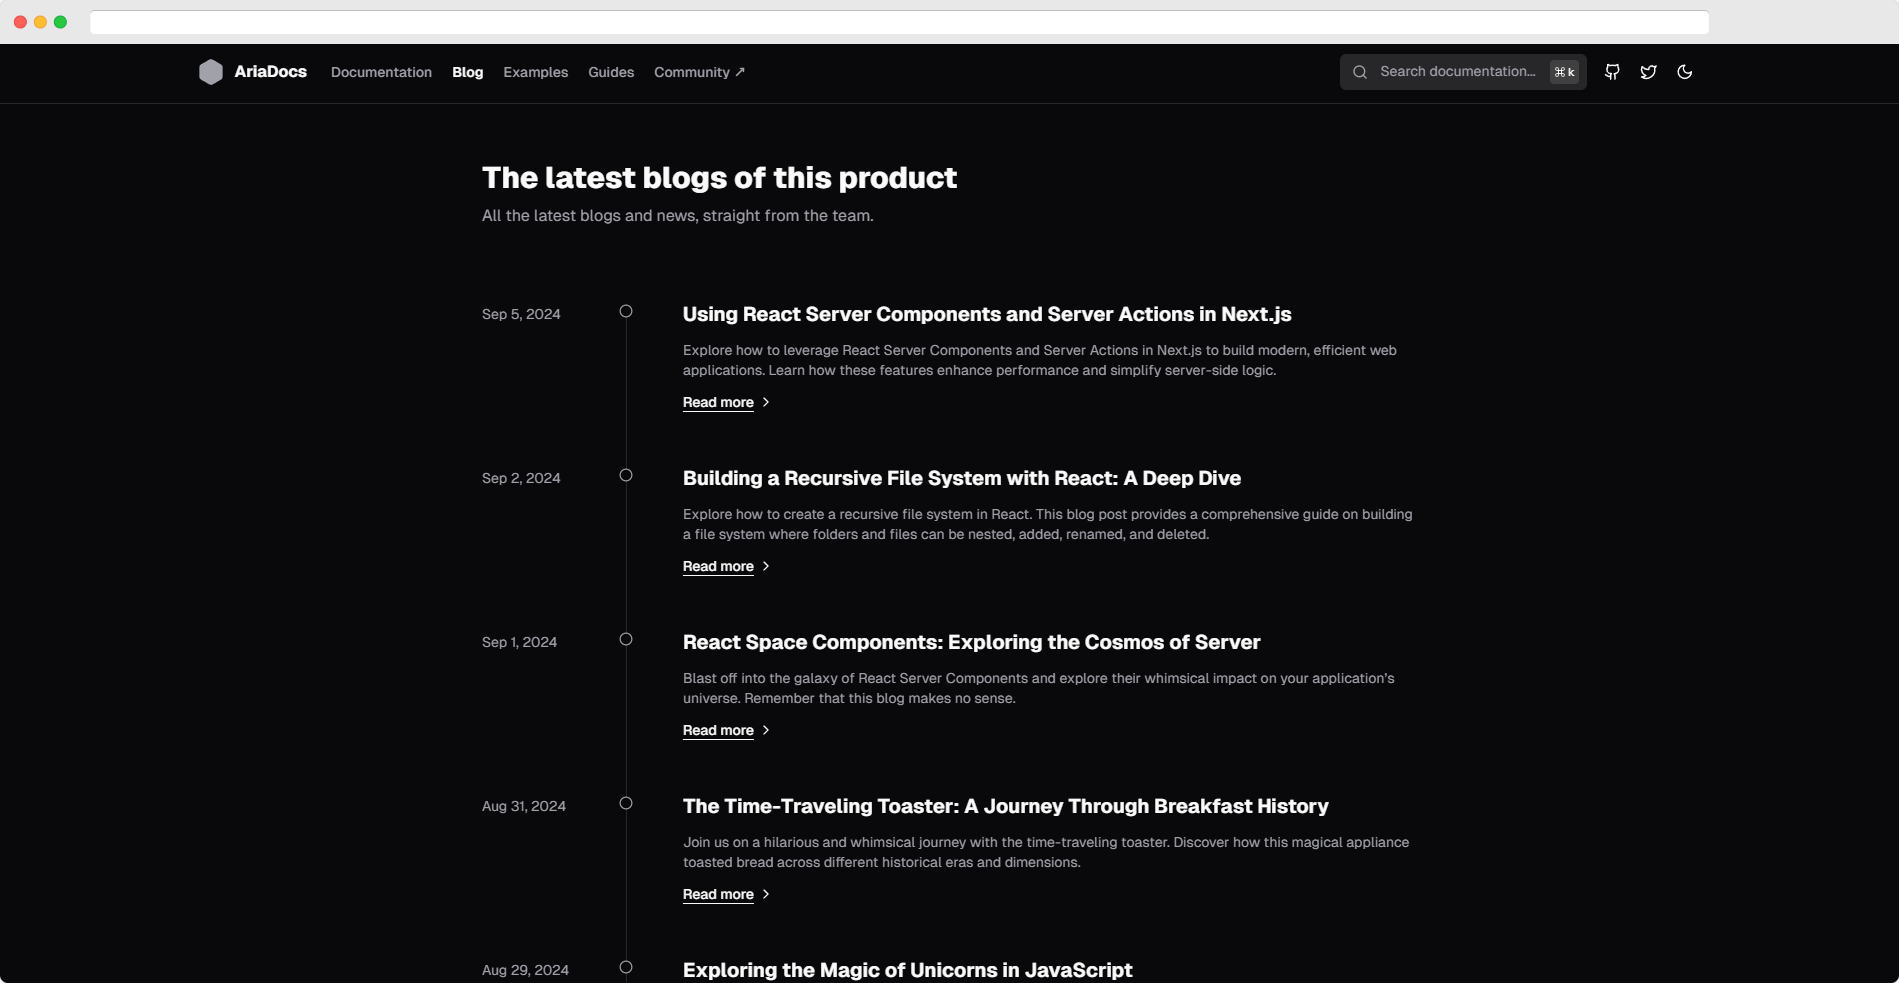 AriaDocs Documentation Blog Examples Guides Community ↗ Search documentation... ⌘k
The latest blogs of this product
All the latest blogs and news, straight from the team.
Sep 5, 2024
Using React Server Components and Server Actions in Next.js
Explore how to leverage React Server Components and Server Actions in Next.js to build modern, efficient web
applications. Learn how these features enhance performance and simplify server-side logic.
Read more
Sep 2, 2024
Building a Recursive File System with React: A Deep Dive
Explore how to create a recursive file system in React. This blog post provides a comprehensive guide on building
a file system where folders and files can be nested, added, renamed, and deleted.
Read more
Sep 1, 2024
React Space Components: Exploring the Cosmos of Server
Blast off into the galaxy of React Server Components and explore their whimsical impact on your application's
universe. Remember that this blog makes no sense.
Read more
Aug 31, 2024
The Time-Traveling Toaster: A Journey Through Breakfast History
Join us on a hilarious and whimsical journey with the time-traveling toaster. Discover how this magical appliance
toasted bread across different historical eras and dimensions.
Read more
Aug 29, 2024
Exploring the Magic of Unicorns in JavaScript